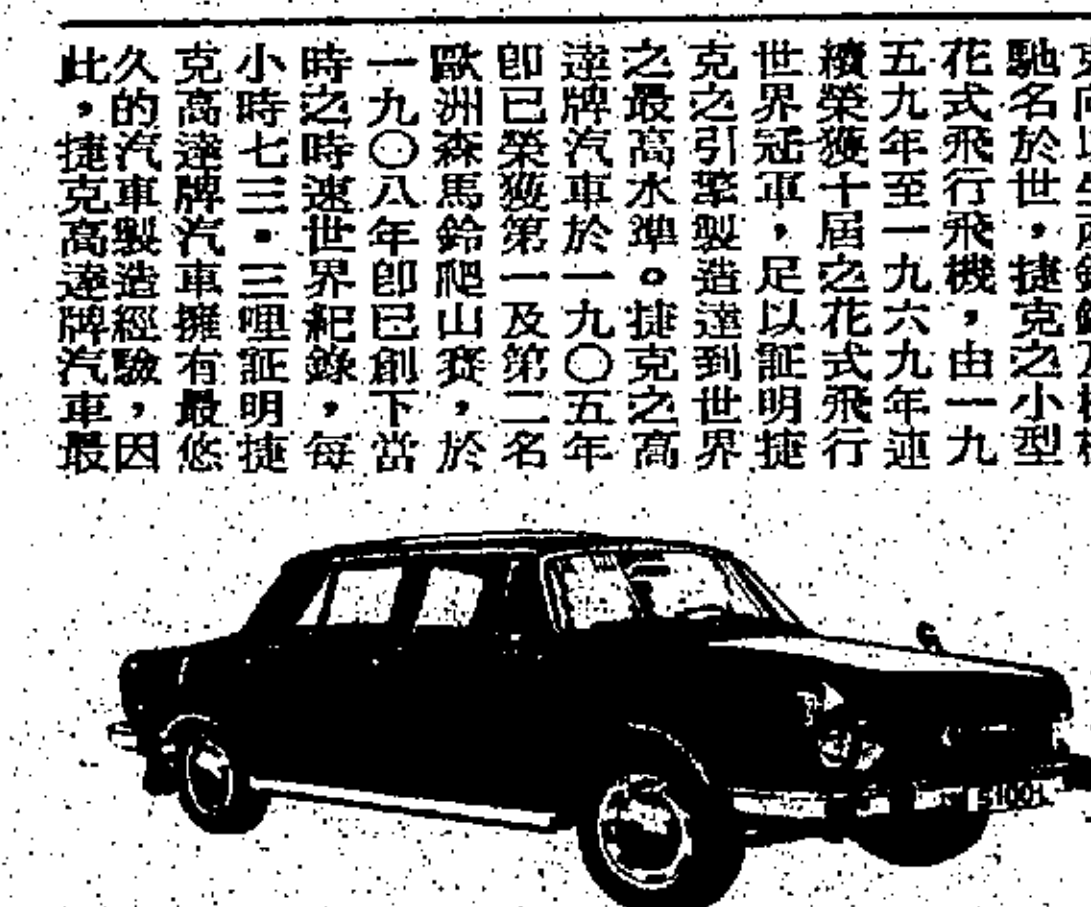 馳名於世，捷克之小型
花式飛行飛機，由一九
五九年至一九六九年連
續榮獲十屆之花式飛行
世界冠軍，足以証明捷
克之引擎製造達到世界
之最高水準。捷克之高
達牌汽車於一九〇五年
即已榮獲第一及第二名
歐洲森馬鈴爬山賽，於
一九〇八年即已創下當
時之時速世界紀錄，每
小時七三．三哩証明捷
克高達牌汽車擁有最悠
久的汽車製造經驗，因
此，捷克高達牌汽車最